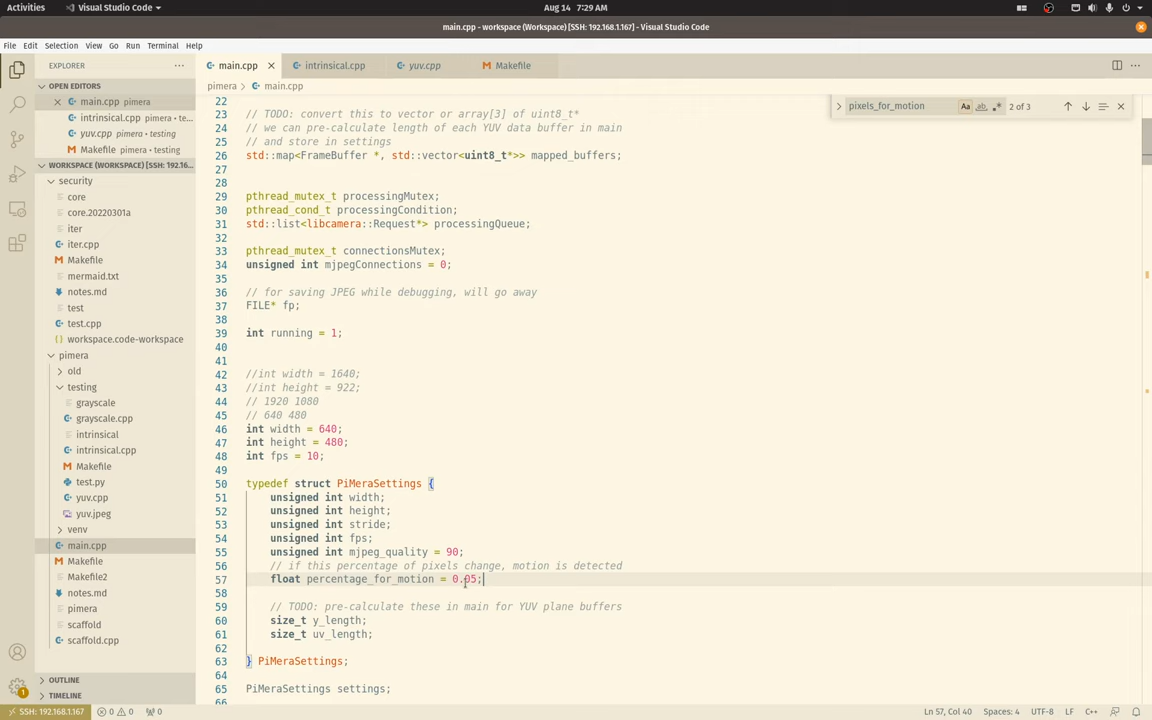 Activities
Visual Studio Code
Aug 14 7:29 AM
main.cpp - workspace (Workspace) [SSH: 192.168.1.167] - Visual Studio Code
File Edit Selection View Go Run Terminal Help
EXPLORER
OPEN EDITORS
main.cpp pimera
intrinsical.cpp pimera • te...
yuv.cpp pimera • testing
Makefile pimera • testing
WORKSPACE (WORKSPACE) [SSH: 192.16...
security
core
core.20220301a
iter
iter.cpp
Makefile
mermaid.txt
notes.md
test
test.cpp
workspace.code-workspace
pimera
old
testing
grayscale
grayscale.cpp
intrinsical
intrinsical.cpp
Makefile
test.py
yuv.cpp
yuv.jpeg
venv
main.cpp
Makefile
Makefile2
notes.md
pimera
scaffold
scaffold.cpp
OUTLINE
TIMELINE
main.cpp
intrinsical.cpp
yuv.cpp
Makefile
pimera > main.cpp
pixels_for_motion
Aa
ab
2 of 3
22
23 // TODO: convert this to vector or array[3] of uint8_t*
24 // we can pre-calculate length of each YUV data buffer in main
25 // and store in settings
26 std::map<FrameBuffer *, std::vector<uint8_t*>> mapped_buffers;
27
28
29 pthread_mutex_t processingMutex;
30 pthread_cond_t processingCondition;
31 std::list<libcamera::Request*> processingQueue;
32
33 pthread_mutex_t connectionsMutex;
34 unsigned int mjpegConnections = 0;
35
36 // for saving JPEG while debugging, will go away
37 FILE* fp;
38
39 int running = 1;
40
41
42 //int width = 1640;
43 //int height = 922;
44 // 1920 1080
45 // 640 480
46 int width = 640;
47 int height = 480;
48 int fps = 10;
49
50 typedef struct PiMeraSettings {
51 unsigned int width;
52 unsigned int height;
53 unsigned int stride;
54 unsigned int fps;
55 unsigned int mjpeg_quality = 90;
56 // if this percentage of pixels change, motion is detected
57 float percentage_for_motion = 0.05;
58
59 // TODO: pre-calculate these in main for YUV plane buffers
60 size_t y_length;
61 size_t uv_length;
62
63 } PiMeraSettings;
64
65 PiMeraSettings settings;
66
1
SSH: 192.168.1.167
0 0
0
Ln 57, Col 40
Spaces: 4
UTF-8
LF
C++